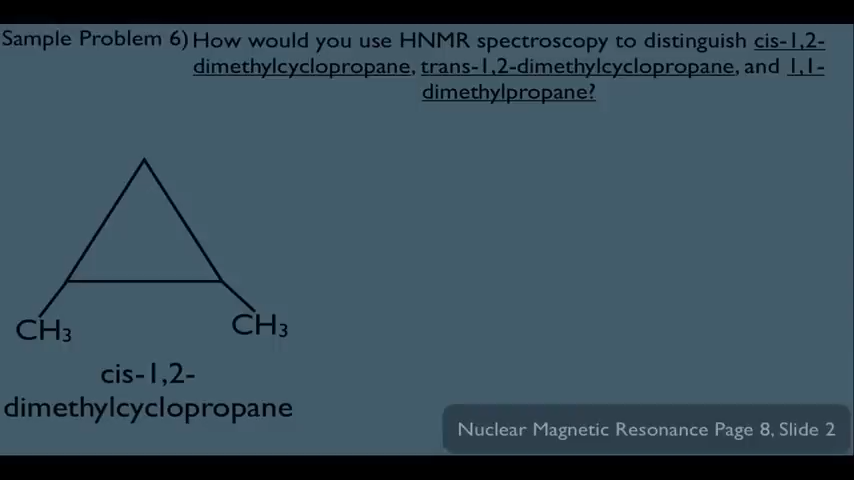 Sample Problem 6) How would you use HNMR spectroscopy to distinguish cis-1,2-
dimethylcyclopropane, trans-1,2-dimethylcyclopropane, and 1,1-
dimethylpropane?
CH₃
CH₃
cis-1,2-
dimethylcyclopropane
Nuclear Magnetic Resonance Page 8, Slide 2